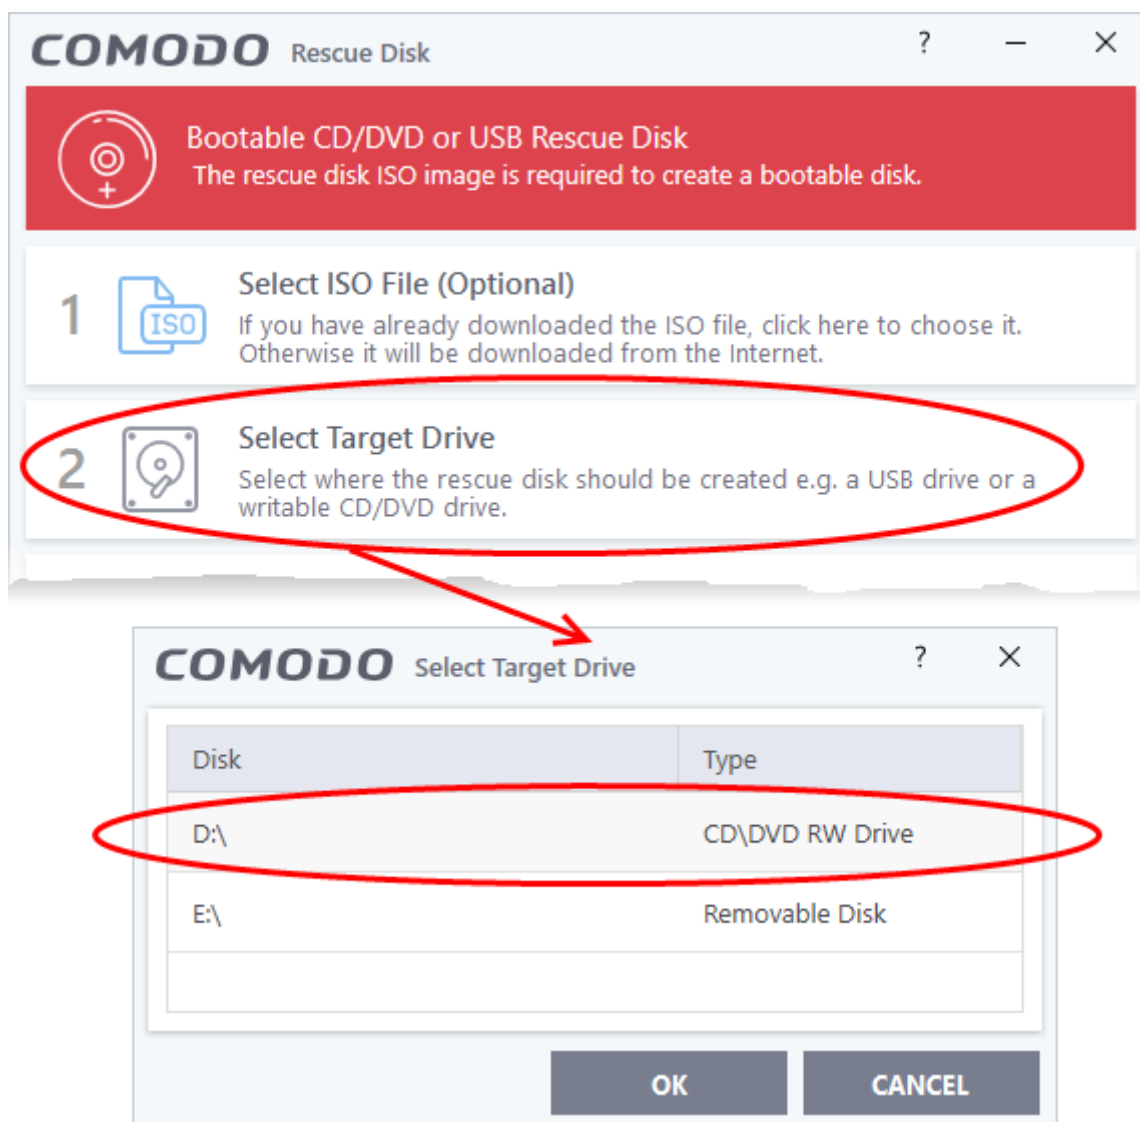 COMODO Rescue Disk ? – ×
Bootable CD/DVD or USB Rescue Disk
The rescue disk ISO image is required to create a bootable disk.
1 ISO Select ISO File (Optional)
If you have already downloaded the ISO file, click here to choose it.
Otherwise it will be downloaded from the Internet.
2 Select Target Drive
Select where the rescue disk should be created e.g. a USB drive or a
writable CD/DVD drive.
COMODO Select Target Drive ? ×
Disk Type
D:\ CD\DVD RW Drive
E:\ Removable Disk
OK CANCEL